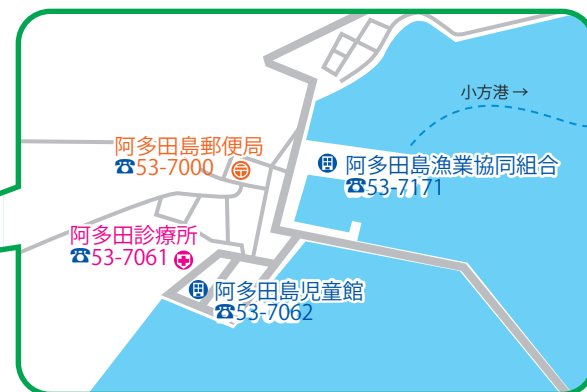 小方港→
阿多田島郵便局
☎53-7000
阿多田島漁業協同組合
☎53-7171
阿多田診療所
☎53-7061
阿多田島児童館
☎53-7062